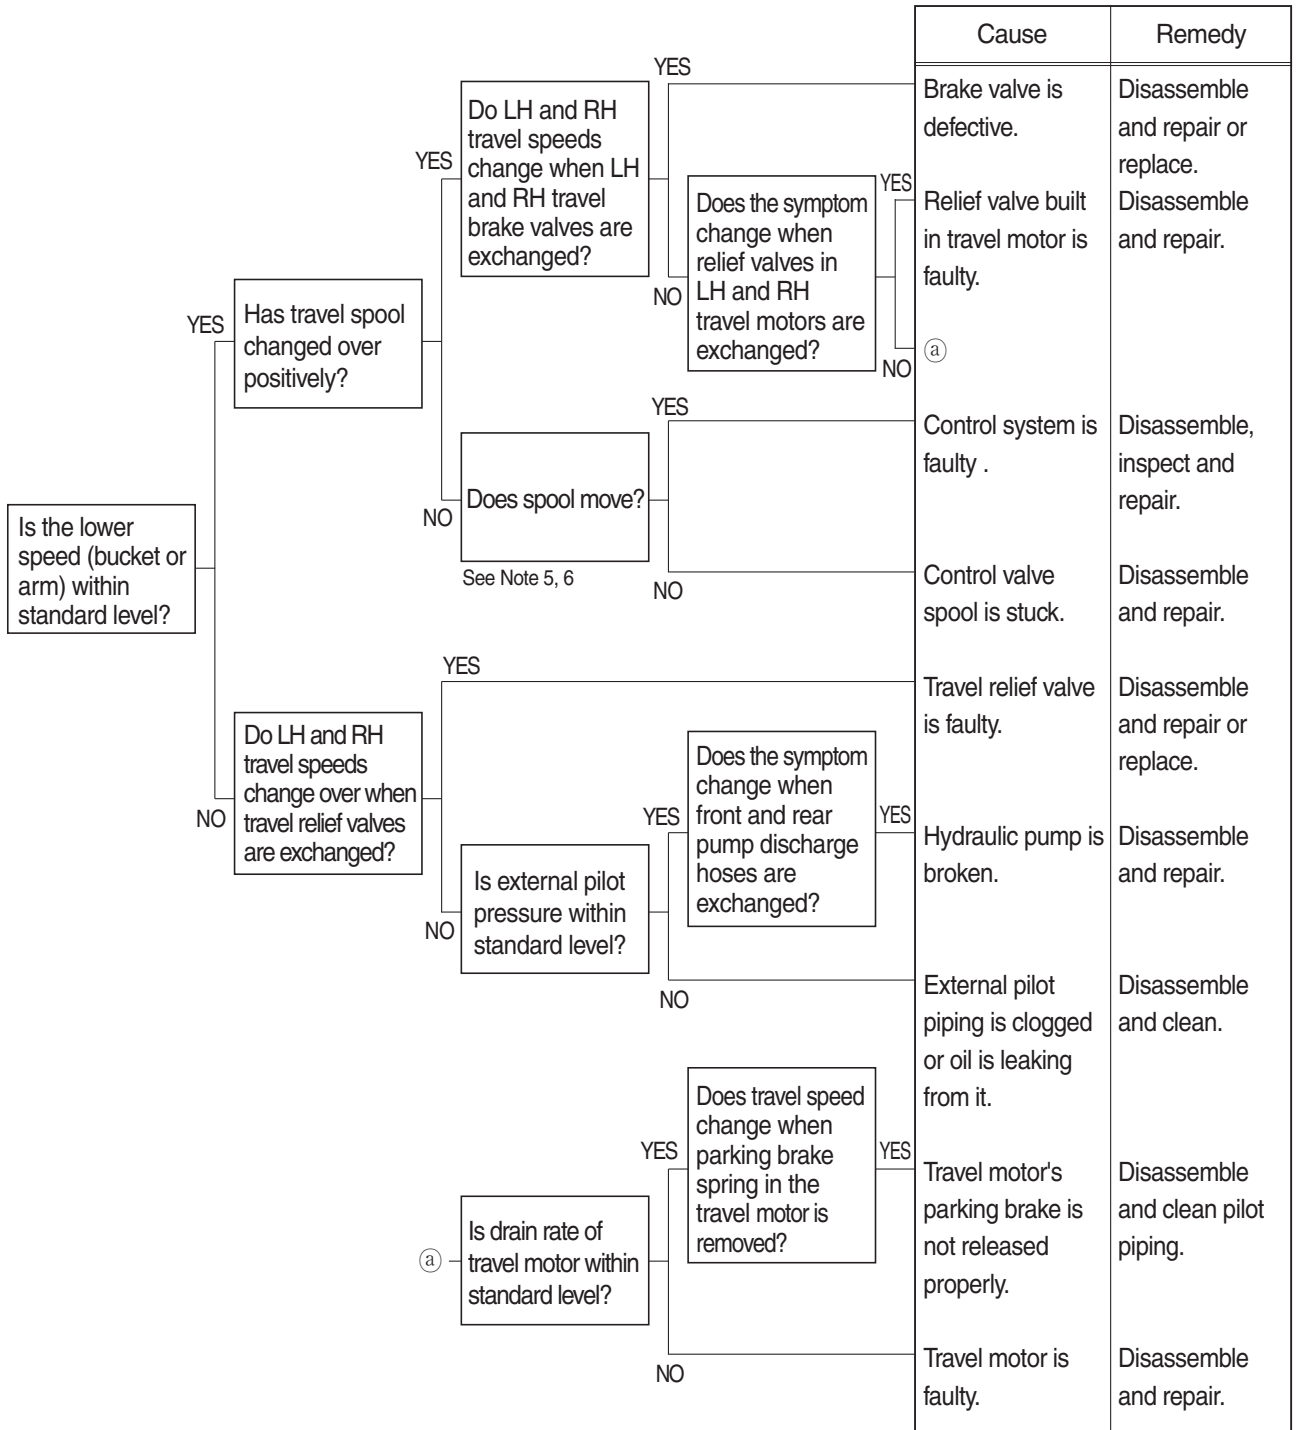 Cause
Remedy
YES
Do LH and RH
travel speeds
change when LH
and RH travel
brake valves are
exchanged?
Brake valve is
defective.
Disassemble
and repair or
replace.
YES
Does the symptom
change when
relief valves in
LH and RH
travel motors are
exchanged?
YES
NO
Relief valve built
in travel motor is
faulty.
Disassemble
and repair.
NO
ⓐ
YES
Has travel spool
changed over
positively?
YES
Does spool move?
NO
See Note 5, 6
NO
Control system is
faulty .
Disassemble,
inspect and
repair.
Control valve
spool is stuck.
Disassemble
and repair.
Is the lower
speed (bucket or
arm) within
standard level?
YES
Travel relief valve
is faulty.
Disassemble
and repair or
replace.
NO
Do LH and RH
travel speeds
change over when
travel relief valves
are exchanged?
YES
Does the symptom
change when
front and rear
pump discharge
hoses are
exchanged?
YES
Hydraulic pump is
broken.
Disassemble
and repair.
NO
Is external pilot
pressure within
standard level?
NO
External pilot
piping is clogged
or oil is leaking
from it.
Disassemble
and clean.
YES
Does travel speed
change when
parking brake
spring in the
travel motor is
removed?
YES
Travel motor's
parking brake is
not released
properly.
Disassemble
and clean pilot
piping.
ⓐ
Is drain rate of
travel motor within
standard level?
NO
Travel motor is
faulty.
Disassemble
and repair.